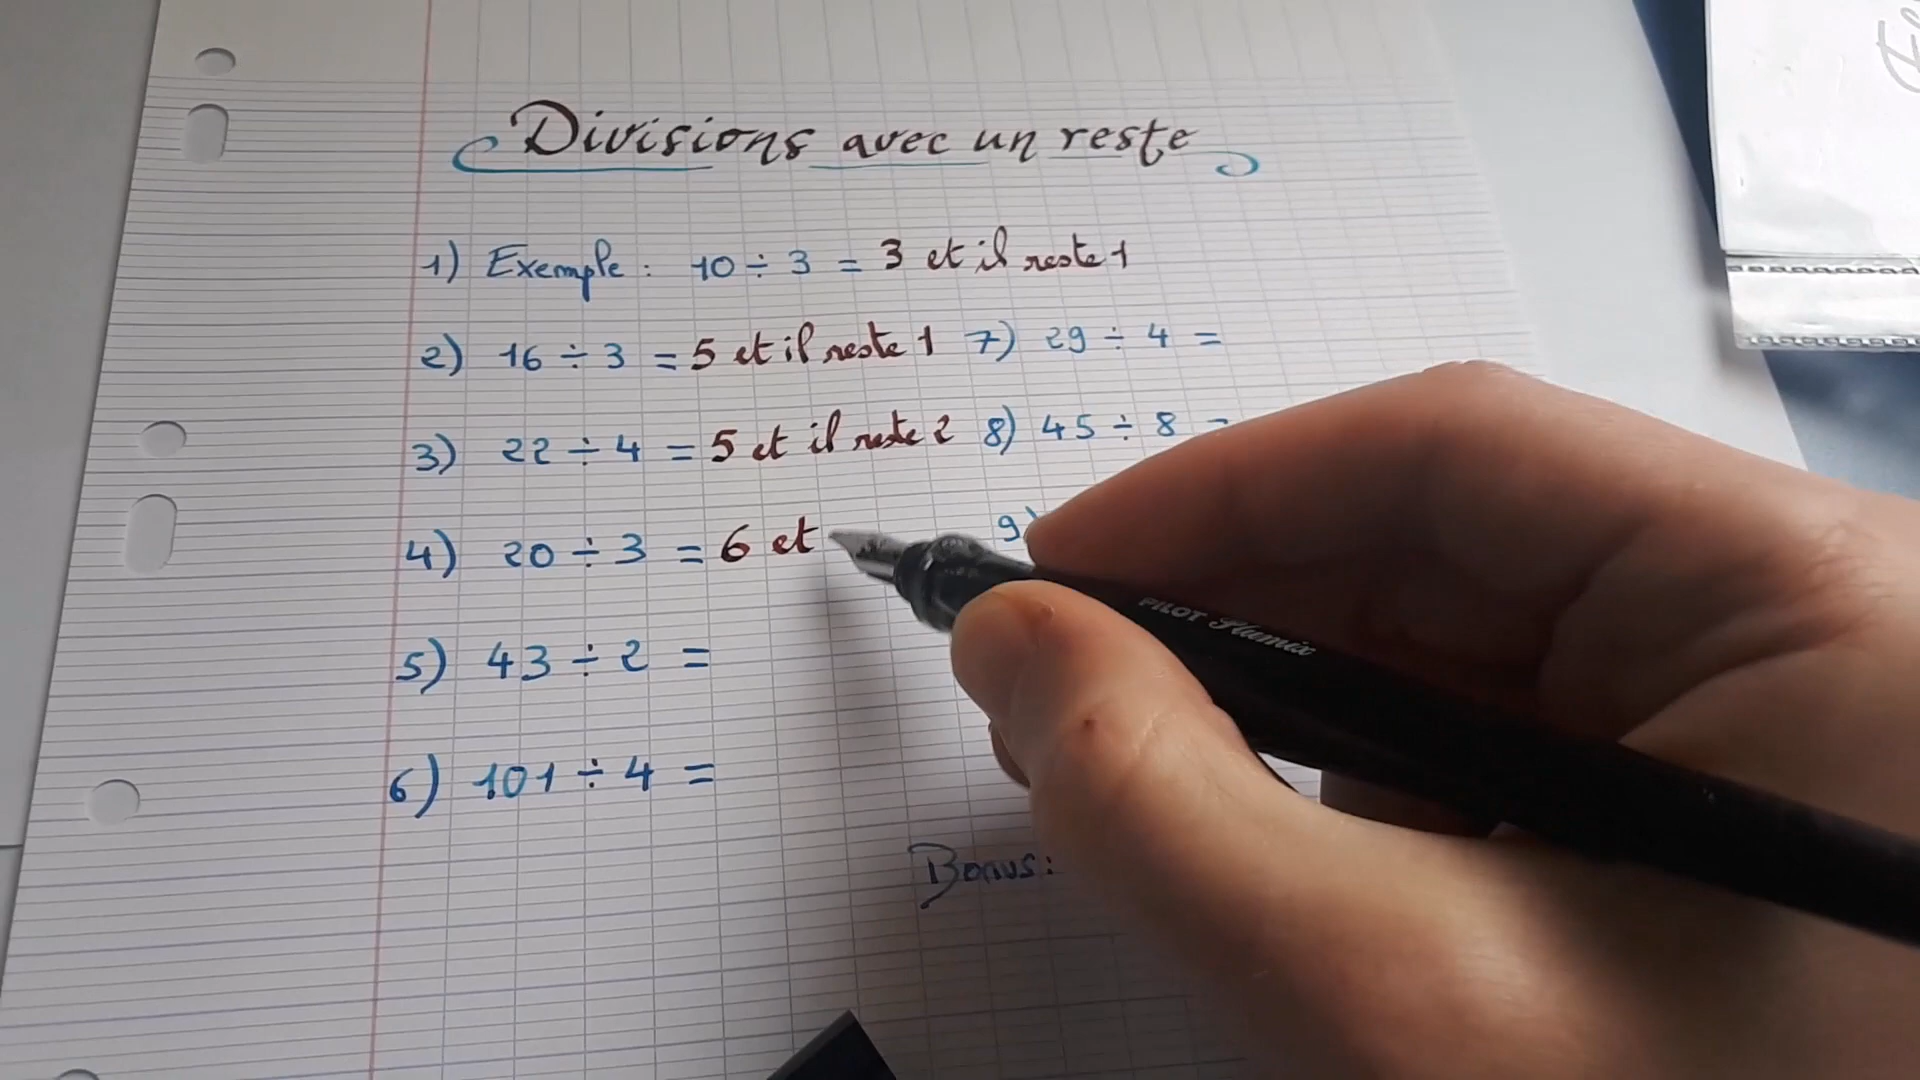 Divisions avec un reste
1) Exemple : 10 ÷ 3 = 3 et il reste 1
2) 16 ÷ 3 = 5 et il reste 1 7) 29 ÷ 4 =
3) 22 ÷ 4 = 5 et il reste 2 8) 45 ÷ 8 =
4) 20 ÷ 3 = 6 et 9)
5) 43 ÷ 2 =
6) 101 ÷ 4 =
Bonus :
PILOT Plumix